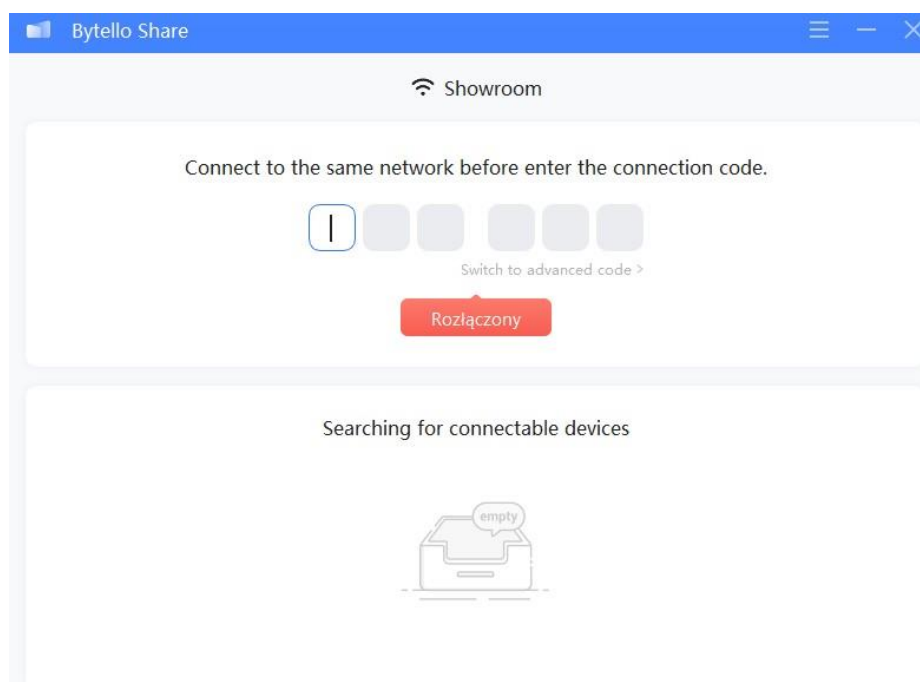 Bytello Share
Showroom
Connect to the same network before enter the connection code.
Switch to advanced code >
Rozłączony
Searching for connectable devices
empty